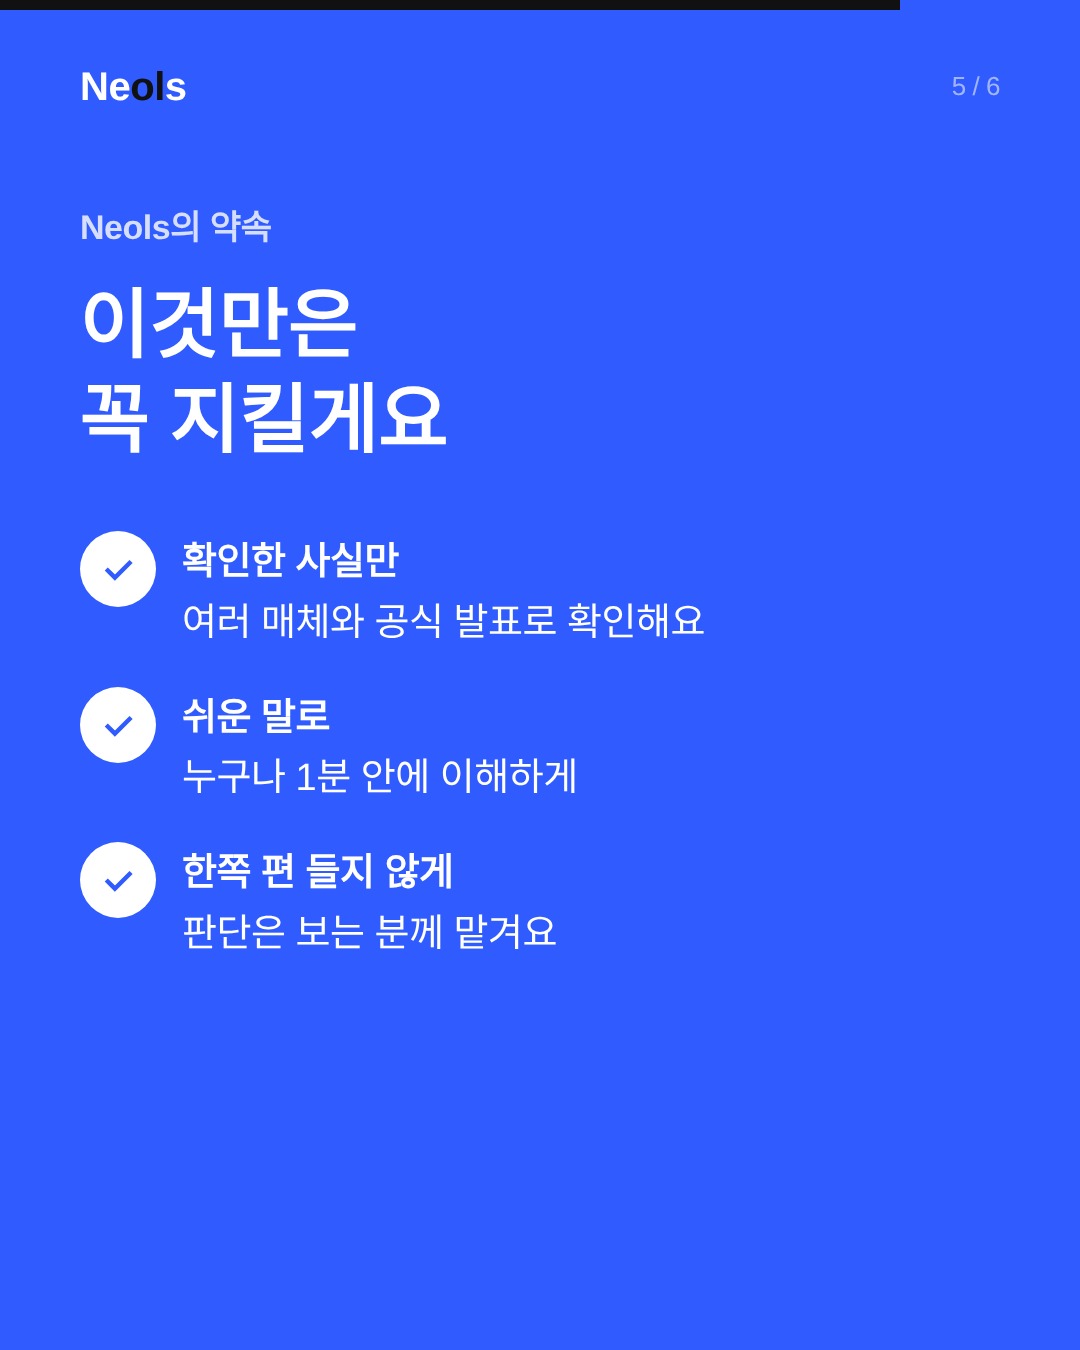 Neols
5 / 6
Neols의 약속
이것만은
꼭 지킬게요
확인한 사실만
여러 매체와 공식 발표로 확인해요
쉬운 말로
누구나 1분 안에 이해하게
한쪽 편 들지 않게
판단은 보는 분께 맡겨요